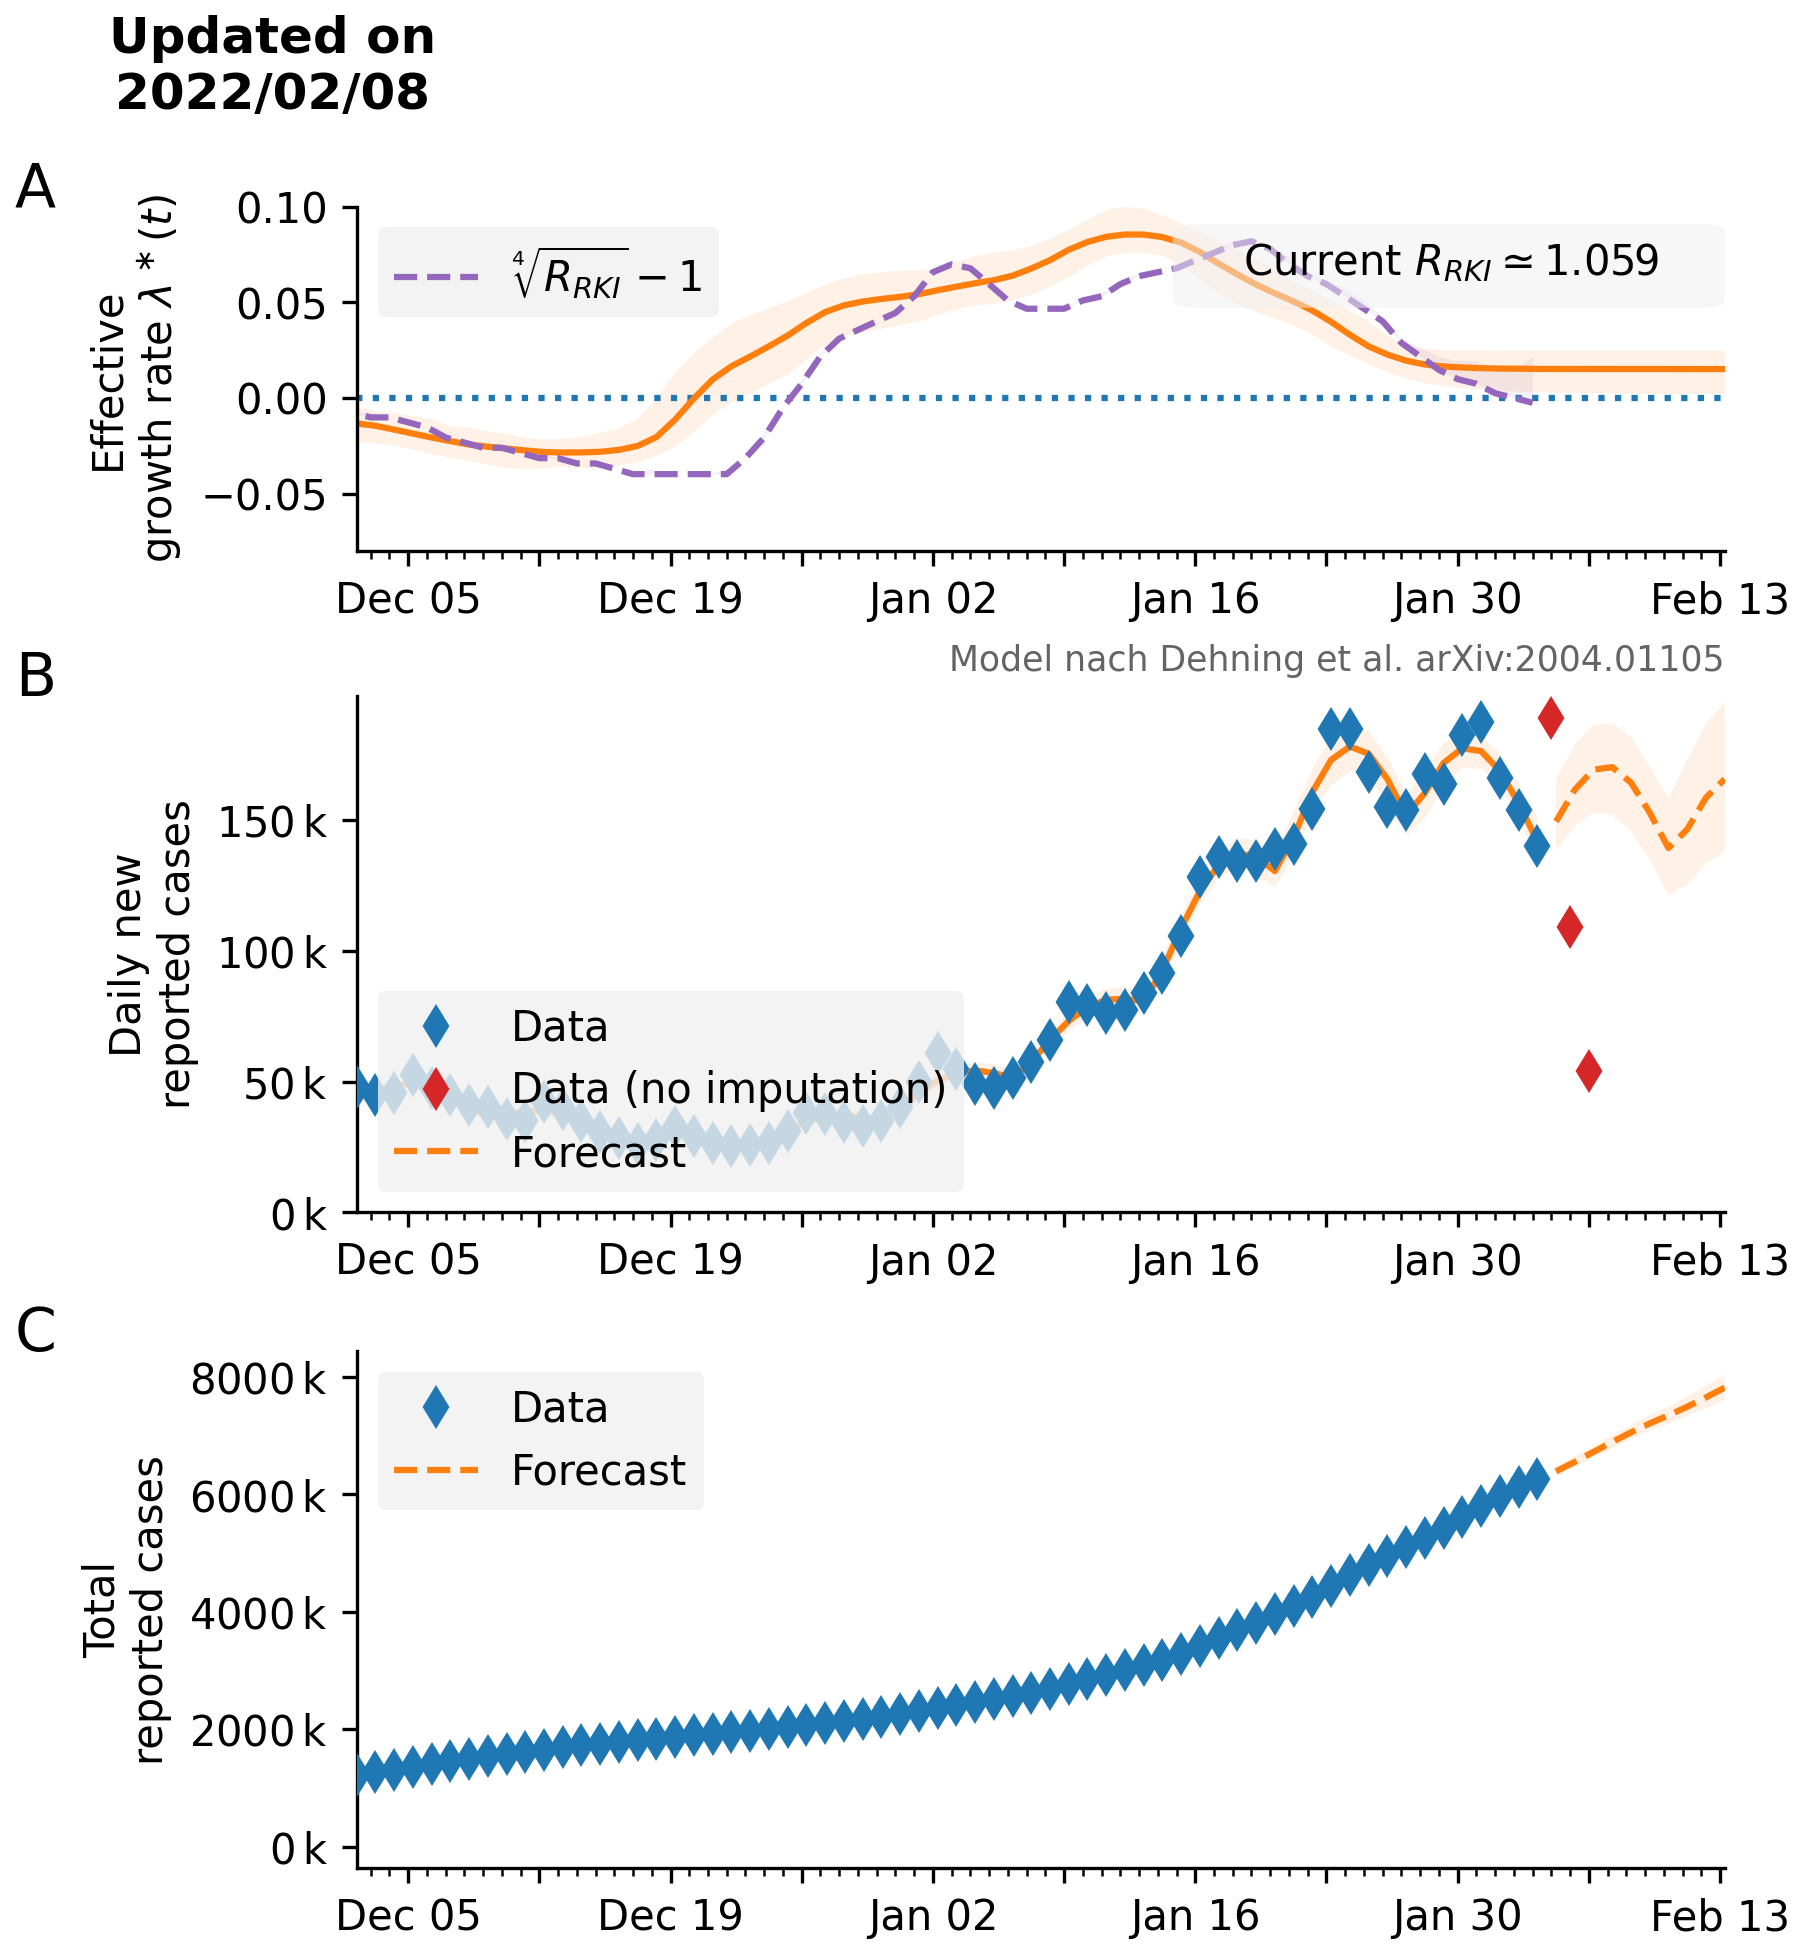 Updated on
2022/02/08
A
Effective
growth rate λ * (t)
0.10
0.05
0.00
−0.05
∜R_RKI − 1
Current R_RKI ≃ 1.059
Dec 05 Dec 19 Jan 02 Jan 16 Jan 30 Feb 13
Model nach Dehning et al. arXiv:2004.01105
B
Daily new
reported cases
150 k
100 k
50 k
0 k
Data
Data (no imputation)
Forecast
Dec 05 Dec 19 Jan 02 Jan 16 Jan 30 Feb 13
C
Total
reported cases
8000 k
6000 k
4000 k
2000 k
0 k
Data
Forecast
Dec 05 Dec 19 Jan 02 Jan 16 Jan 30 Feb 13